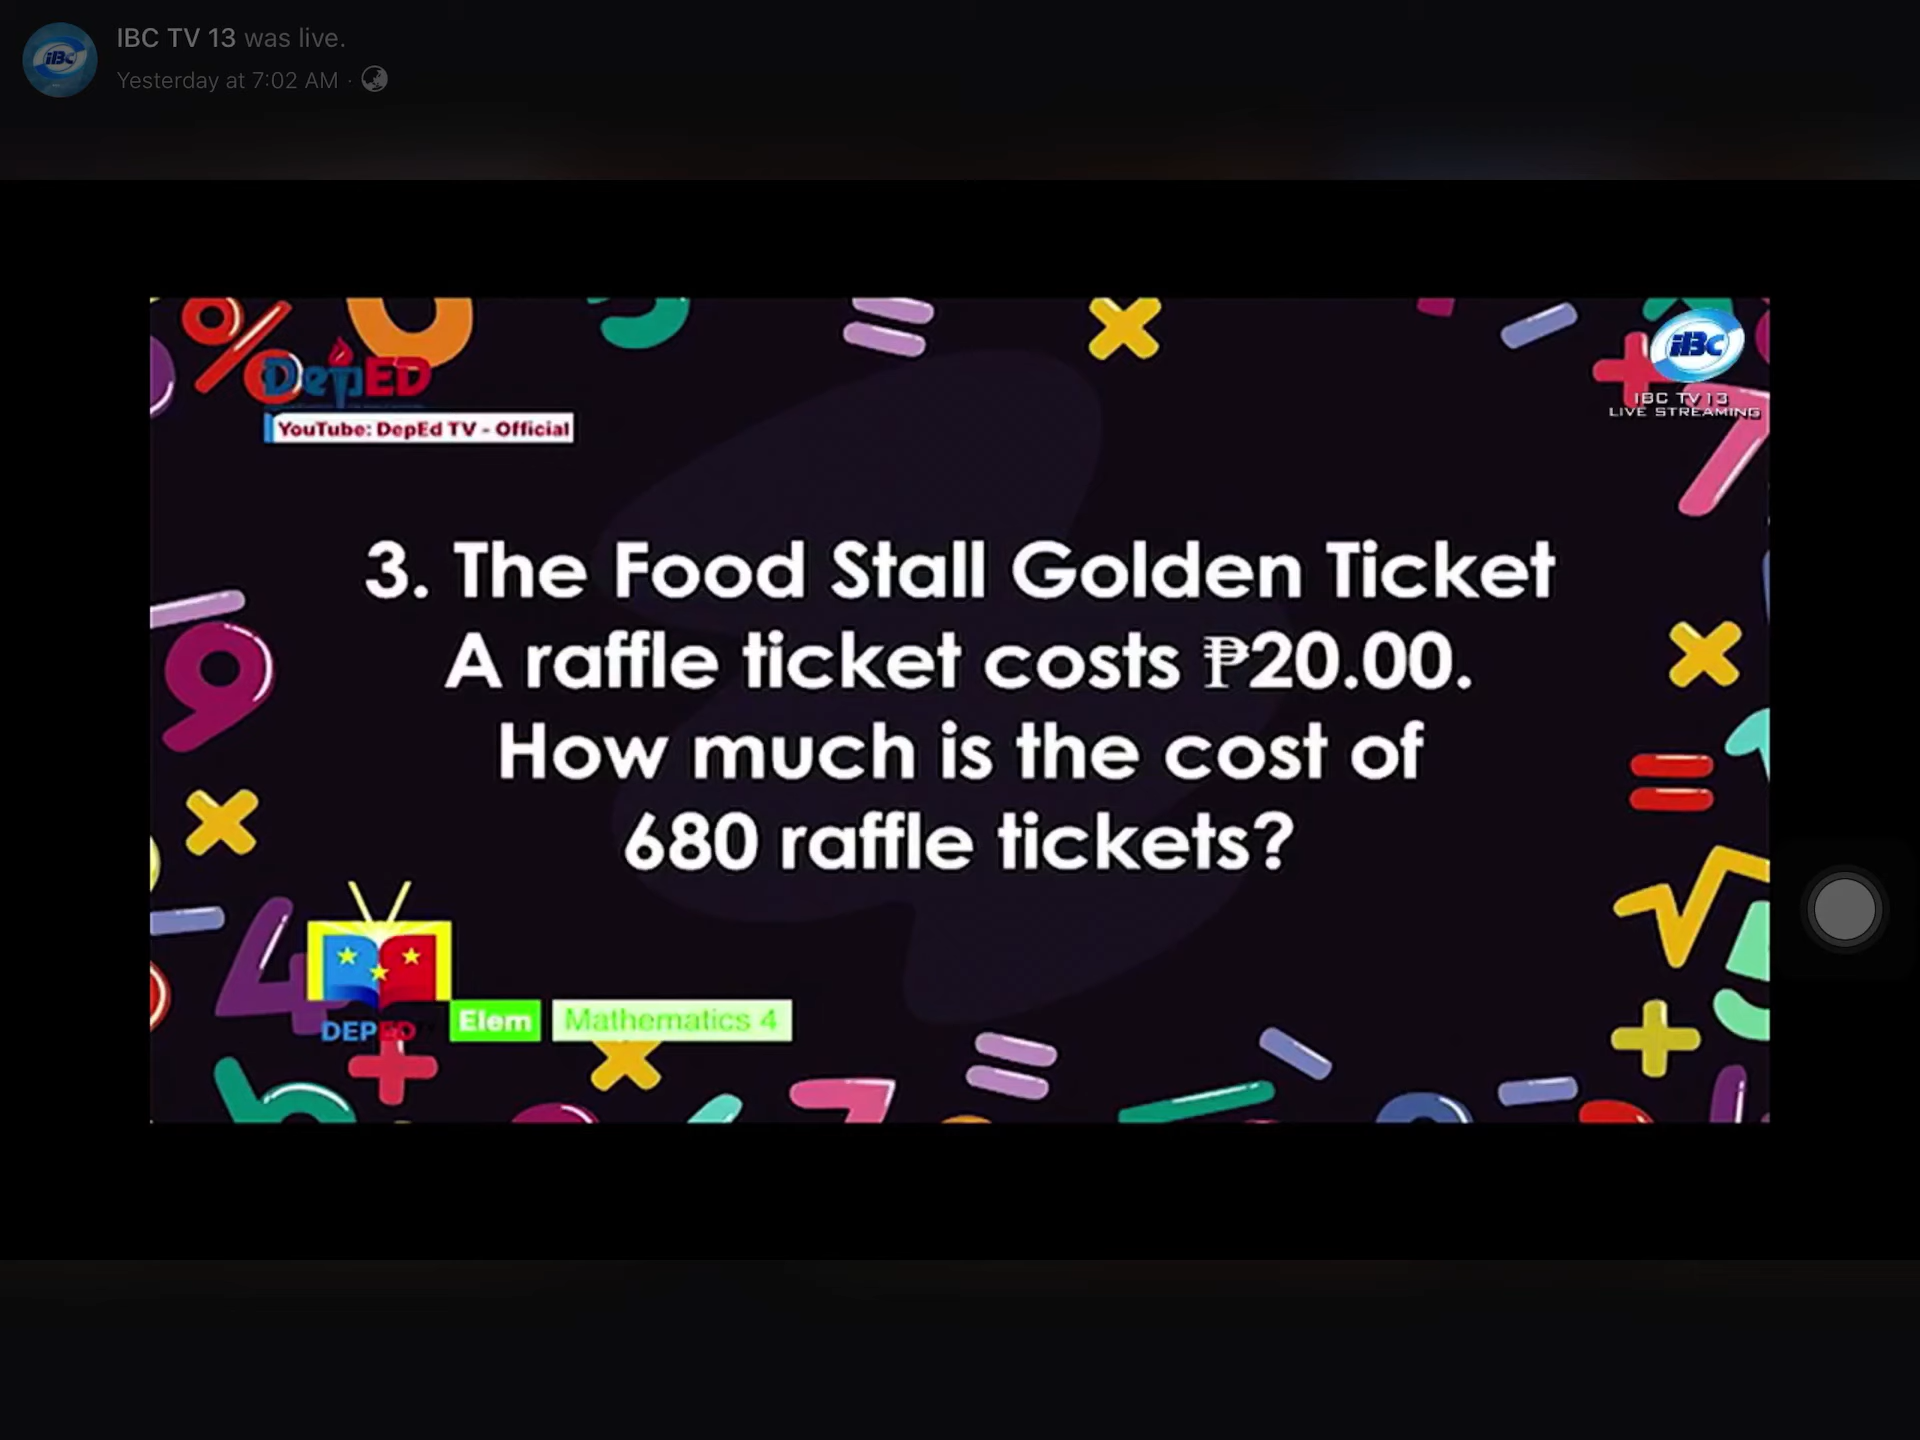 IBC TV 13 was live.
Yesterday at 7:02 AM ·
DepED
YouTube: DepEd TV - Official
iBC
IBC TV 13
LIVE STREAMING
3. The Food Stall Golden Ticket
A raffle ticket costs ₱20.00.
How much is the cost of
680 raffle tickets?
DEPED
Elem
Mathematics 4